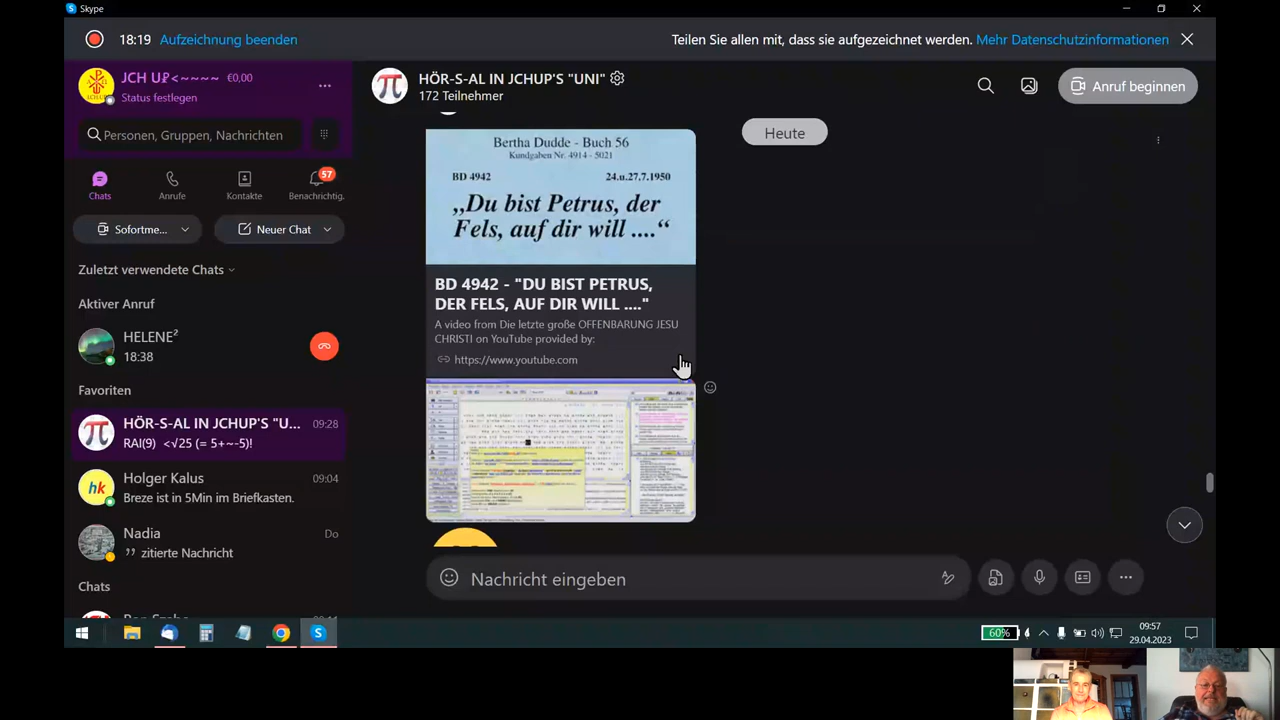 Skype
18:19 Aufzeichnung beenden
Teilen Sie allen mit, dass sie aufgezeichnet werden. Mehr Datenschutzinformationen
JCH U₽<~~~~ €0,00
Status festlegen
Personen, Gruppen, Nachrichten
Chats
Anrufe
Kontakte
57
Benachrichtig.
Sofortme...
Neuer Chat
Zuletzt verwendete Chats
Aktiver Anruf
HELENE²
18:38
Favoriten
HÖR-S-AL IN JCHUP'S "U... 09:28
RAI(9) <√25 (= 5+~-5)!
hk
Holger Kalus 09:04
Breze ist in 5Min im Briefkasten.
Nadia Do
zitierte Nachricht
Chats
HÖR-S-AL IN JCHUP'S "UNI"
172 Teilnehmer
Anruf beginnen
Heute
Bertha Dudde - Buch 56
Kundgaben Nr. 4914 - 5021
BD 4942 24.u.27.7.1950
„Du bist Petrus, der
Fels, auf dir will ....“
BD 4942 - "DU BIST PETRUS,
DER FELS, AUF DIR WILL ...."
A video from Die letzte große OFFENBARUNG JESU
CHRISTI on YouTube provided by:
https://www.youtube.com
Nachricht eingeben
60%
09:57
29.04.2023